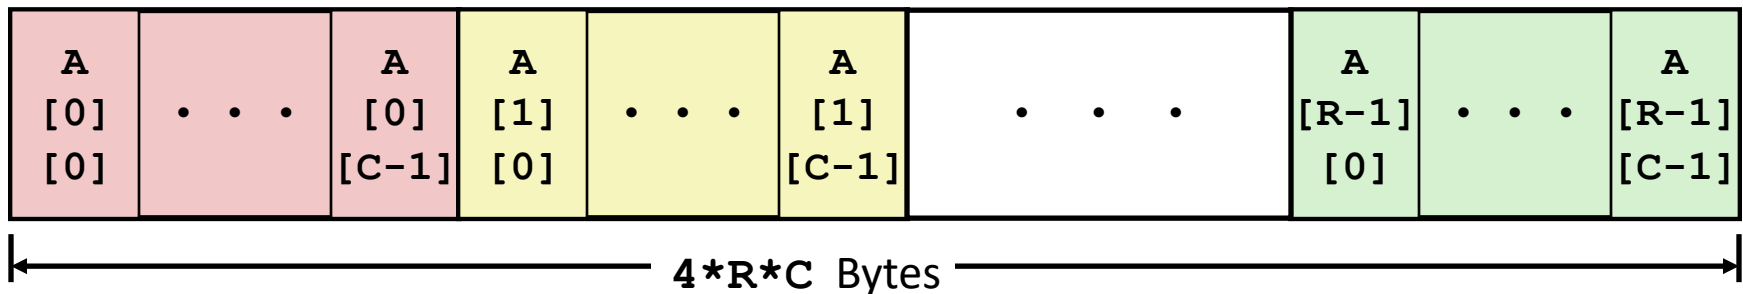 A A A A A A
[0] · · · [0] [1] · · · [1] · · · [R-1] · · · [R-1]
[0] [C-1] [0] [C-1] [0] [C-1]
4*R*C Bytes